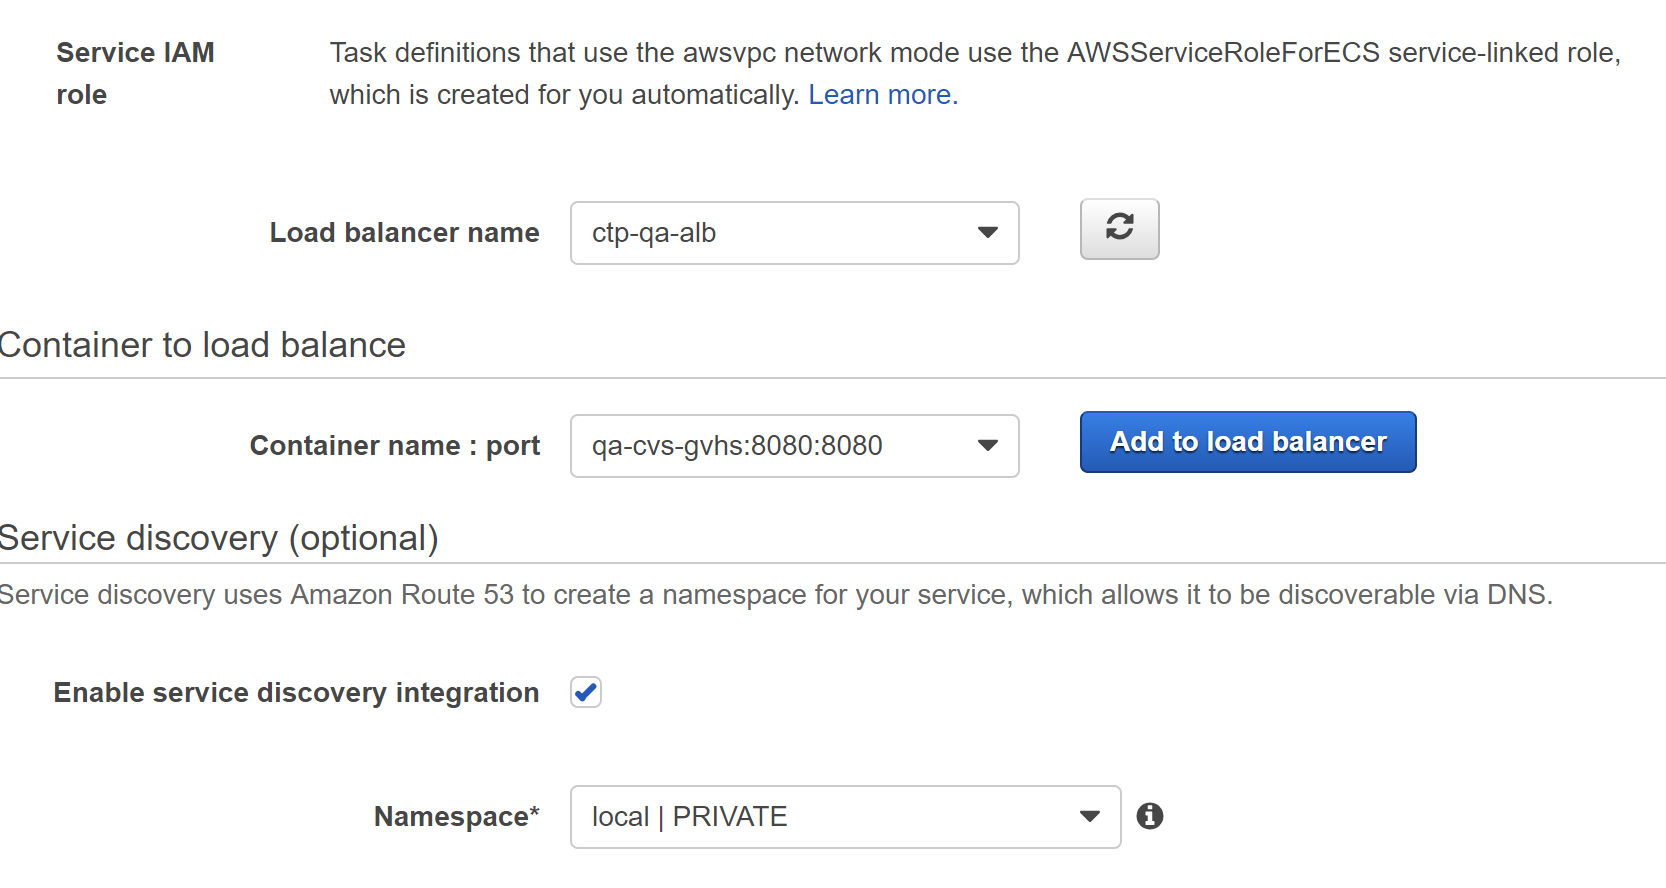 Service IAM role
Task definitions that use the awsvpc network mode use the AWSServiceRoleForECS service-linked role,
which is created for you automatically. Learn more.
Load balancer name
ctp-qa-alb
Container to load balance
Container name : port
qa-cvs-gvhs:8080:8080
Add to load balancer
Service discovery (optional)
Service discovery uses Amazon Route 53 to create a namespace for your service, which allows it to be discoverable via DNS.
Enable service discovery integration
Namespace*
local | PRIVATE